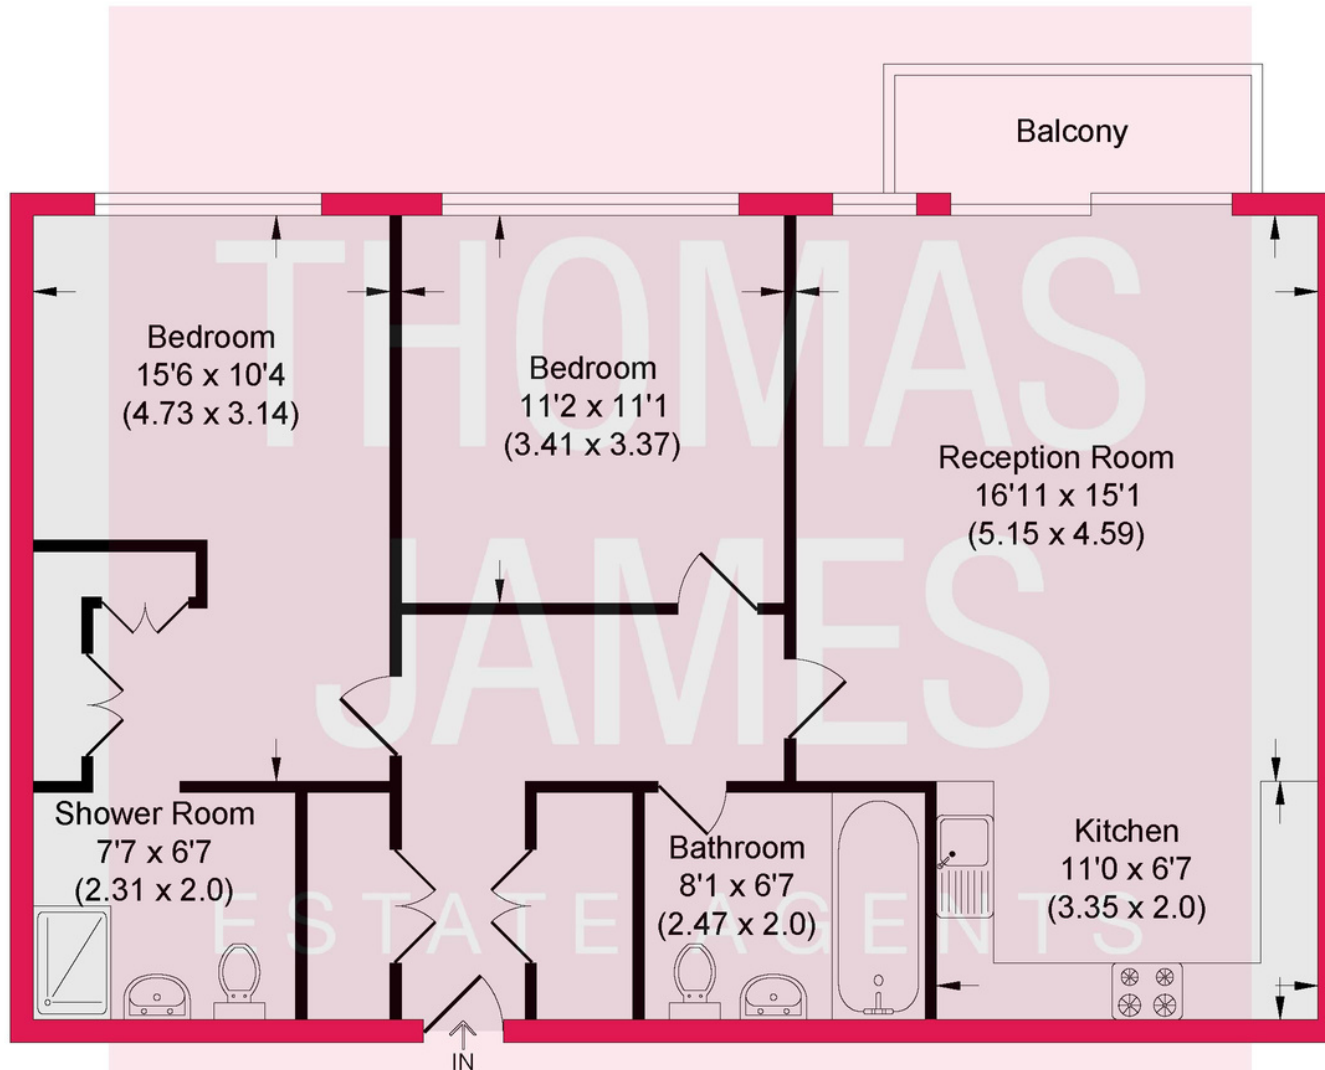 Balcony
THOMAS
JAMES
ESTATE AGENTS
Bedroom
15'6 x 10'4
(4.73 x 3.14)
Bedroom
11'2 x 11'1
(3.41 x 3.37)
Reception Room
16'11 x 15'1
(5.15 x 4.59)
Shower Room
7'7 x 6'7
(2.31 x 2.0)
Bathroom
8'1 x 6'7
(2.47 x 2.0)
Kitchen
11'0 x 6'7
(3.35 x 2.0)
IN